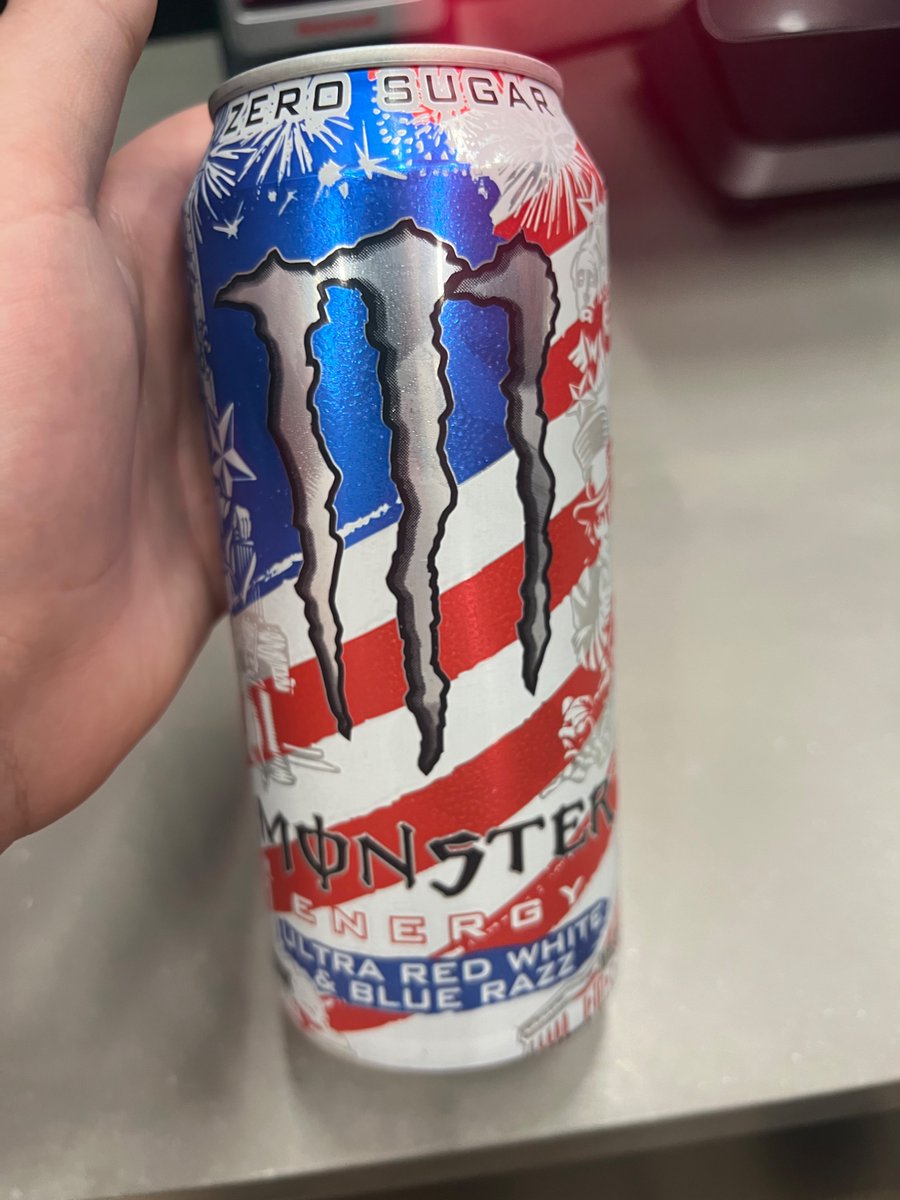 ZERO SUGAR
MONSTER
ENERGY
ULTRA RED WHITE
& BLUE RAZZ